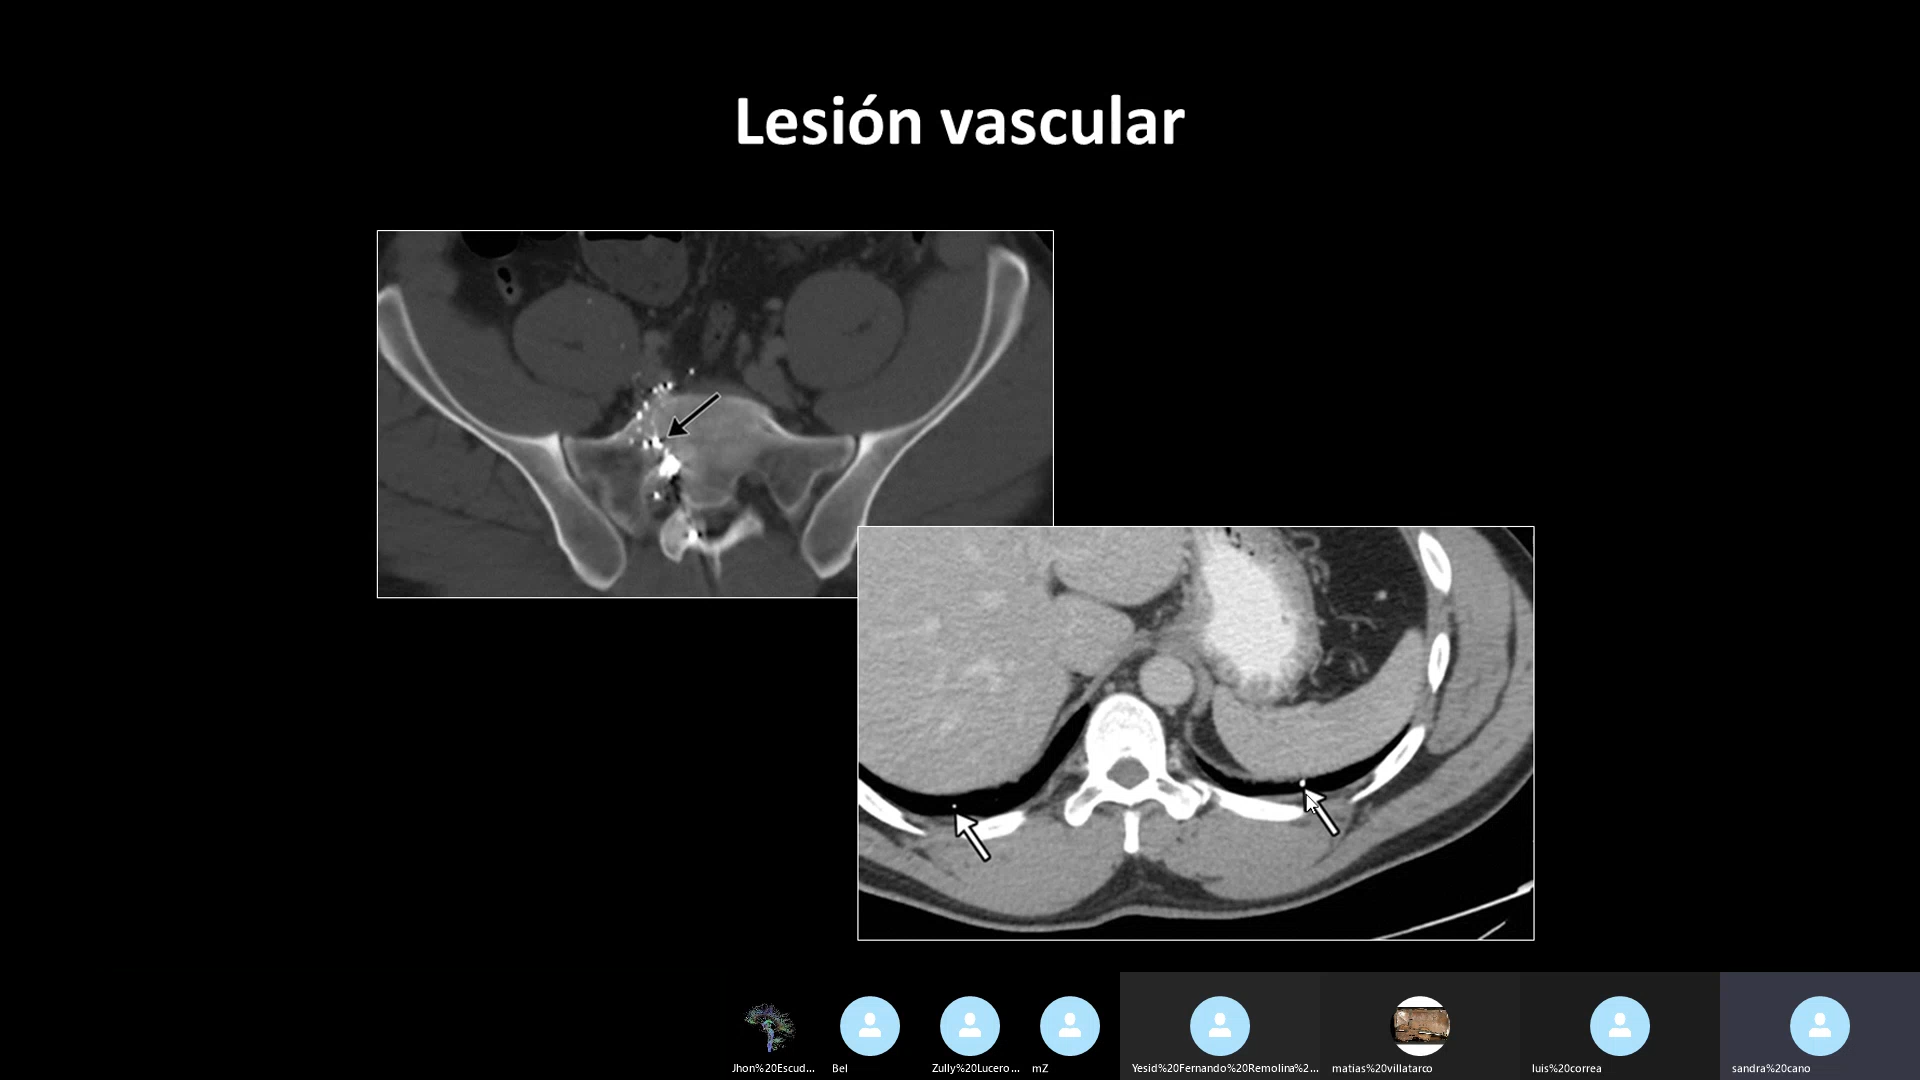 Lesión vascular
Jhon%20Escud...
Bel
Zully%20Lucero ...
mZ
Yesid%20Fernando%20Remolina%2...
matias%20villatarco
luis%20correa
sandra%20cano